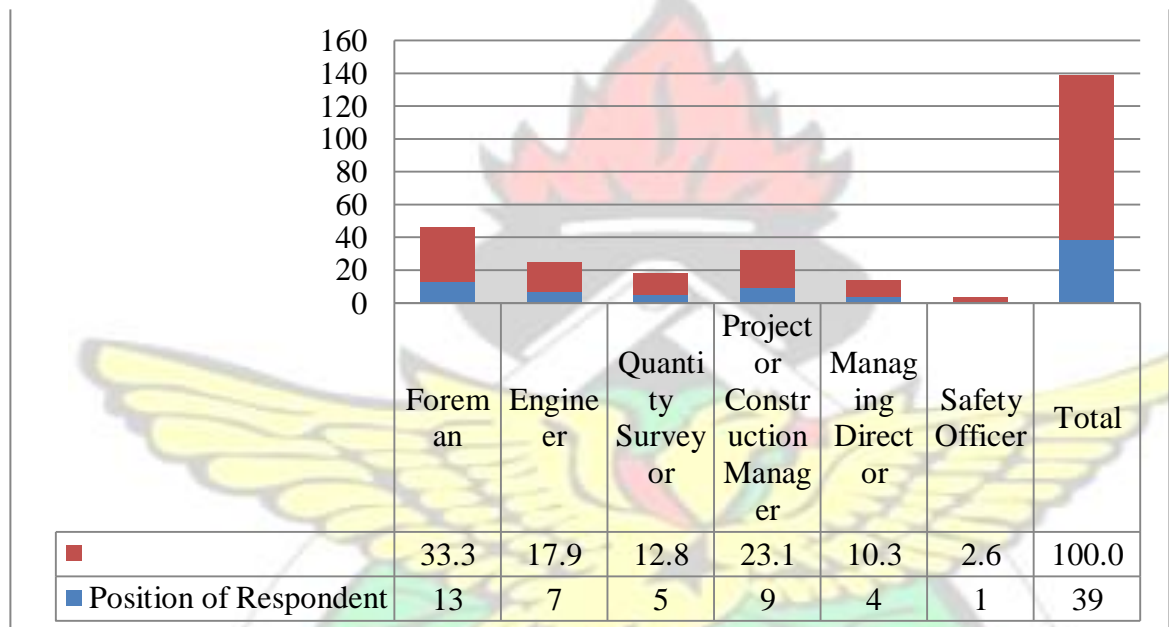 160
140
120
100
80
60
40
20
0
Forem
an
Engine
er
Quanti
ty
Survey
or
Project
or
Constr
uction
Manag
er
Manag
ing
Direct
or
Safety
Officer
Total
33.3 17.9 12.8 23.1 10.3 2.6 100.0
Position of Respondent 13 7 5 9 4 1 39